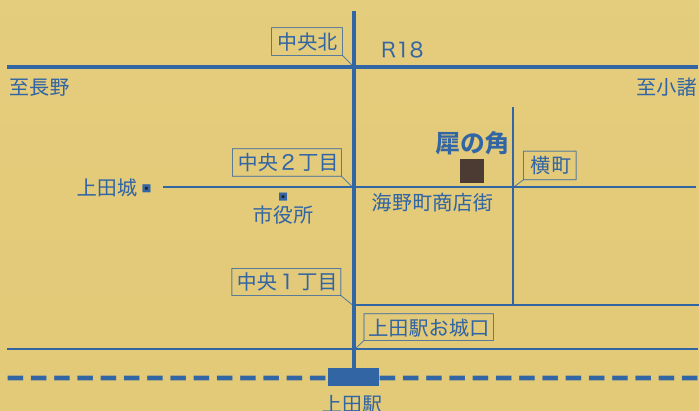 中央北
R18
至長野
至小諸
犀の角
中央２丁目
横町
上田城
市役所
海野町商店街
中央１丁目
上田駅お城口
上田駅